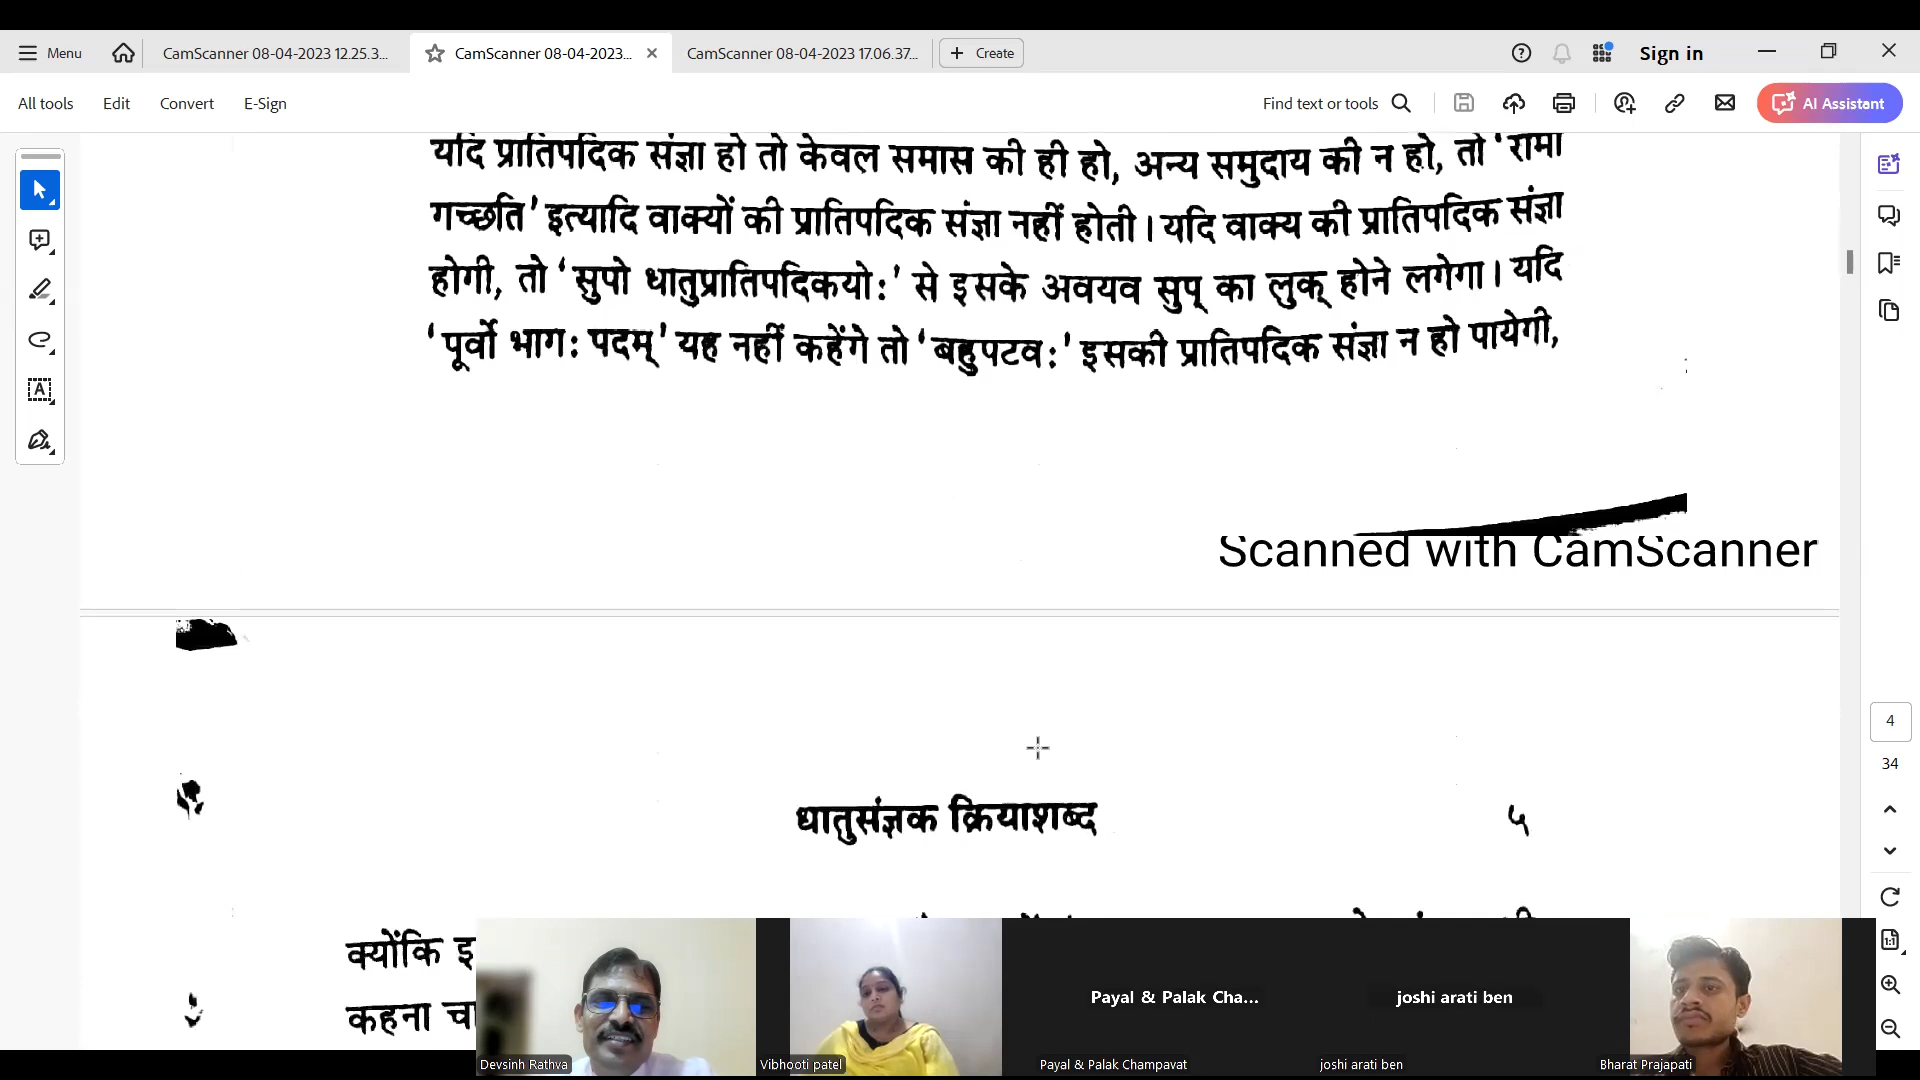 Menu
CamScanner 08-04-2023 12.25.3...
CamScanner 08-04-2023...
CamScanner 08-04-2023 17.06.37...
Create
Sign in
All tools
Edit
Convert
E-Sign
Find text or tools
AI Assistant
यदि प्रातिपदिक संज्ञा हो तो केवल समास की ही हो, अन्य समुदाय की न हो, तो ‘रामो
गच्छति’ इत्यादि वाक्यों की प्रातिपदिक संज्ञा नहीं होती। यदि वाक्य की प्रातिपदिक संज्ञा
होगी, तो ‘सुपो धातुप्रातिपदिकयोः’ से इसके अवयव सुप् का लुक् होने लगेगा। यदि
‘पूर्वो भागः पदम्’ यह नहीं कहेंगे तो ‘बहुपटवः’ इसकी प्रातिपदिक संज्ञा न हो पायेगी,
Scanned with CamScanner
धातुसंज्ञक क्रियाशब्द ५
क्योंकि
कहना
4
34
Payal & Palak Cha...
joshi arati ben
Devsinh Rathva
Vibhooti patel
Payal & Palak Champavat
joshi arati ben
Bharat Prajapati